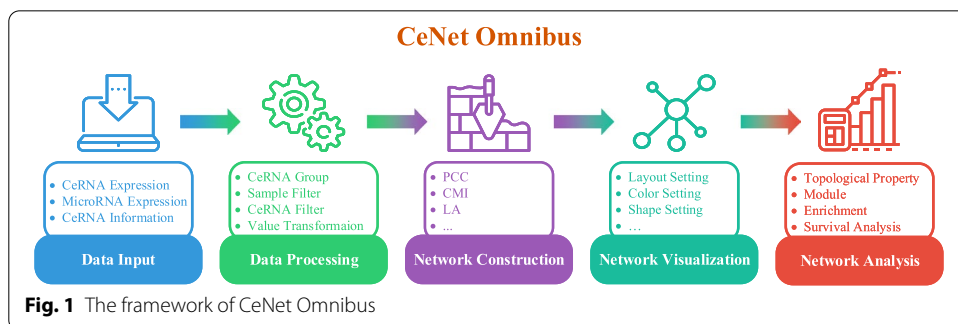 CeNet Omnibus
• CeRNA Expression
• MicroRNA Expression
• CeRNA Information
Data Input
• CeRNA Group
• Sample Filter
• CeRNA Filter
• Value Transformaion
Data Processing
• PCC
• CMI
• LA
• ...
Network Construction
• Layout Setting
• Color Setting
• Shape Setting
• ...
Network Visualization
• Topological Property
• Module
• Enrichment
• Survival Analysis
Network Analysis
Fig. 1 The framework of CeNet Omnibus